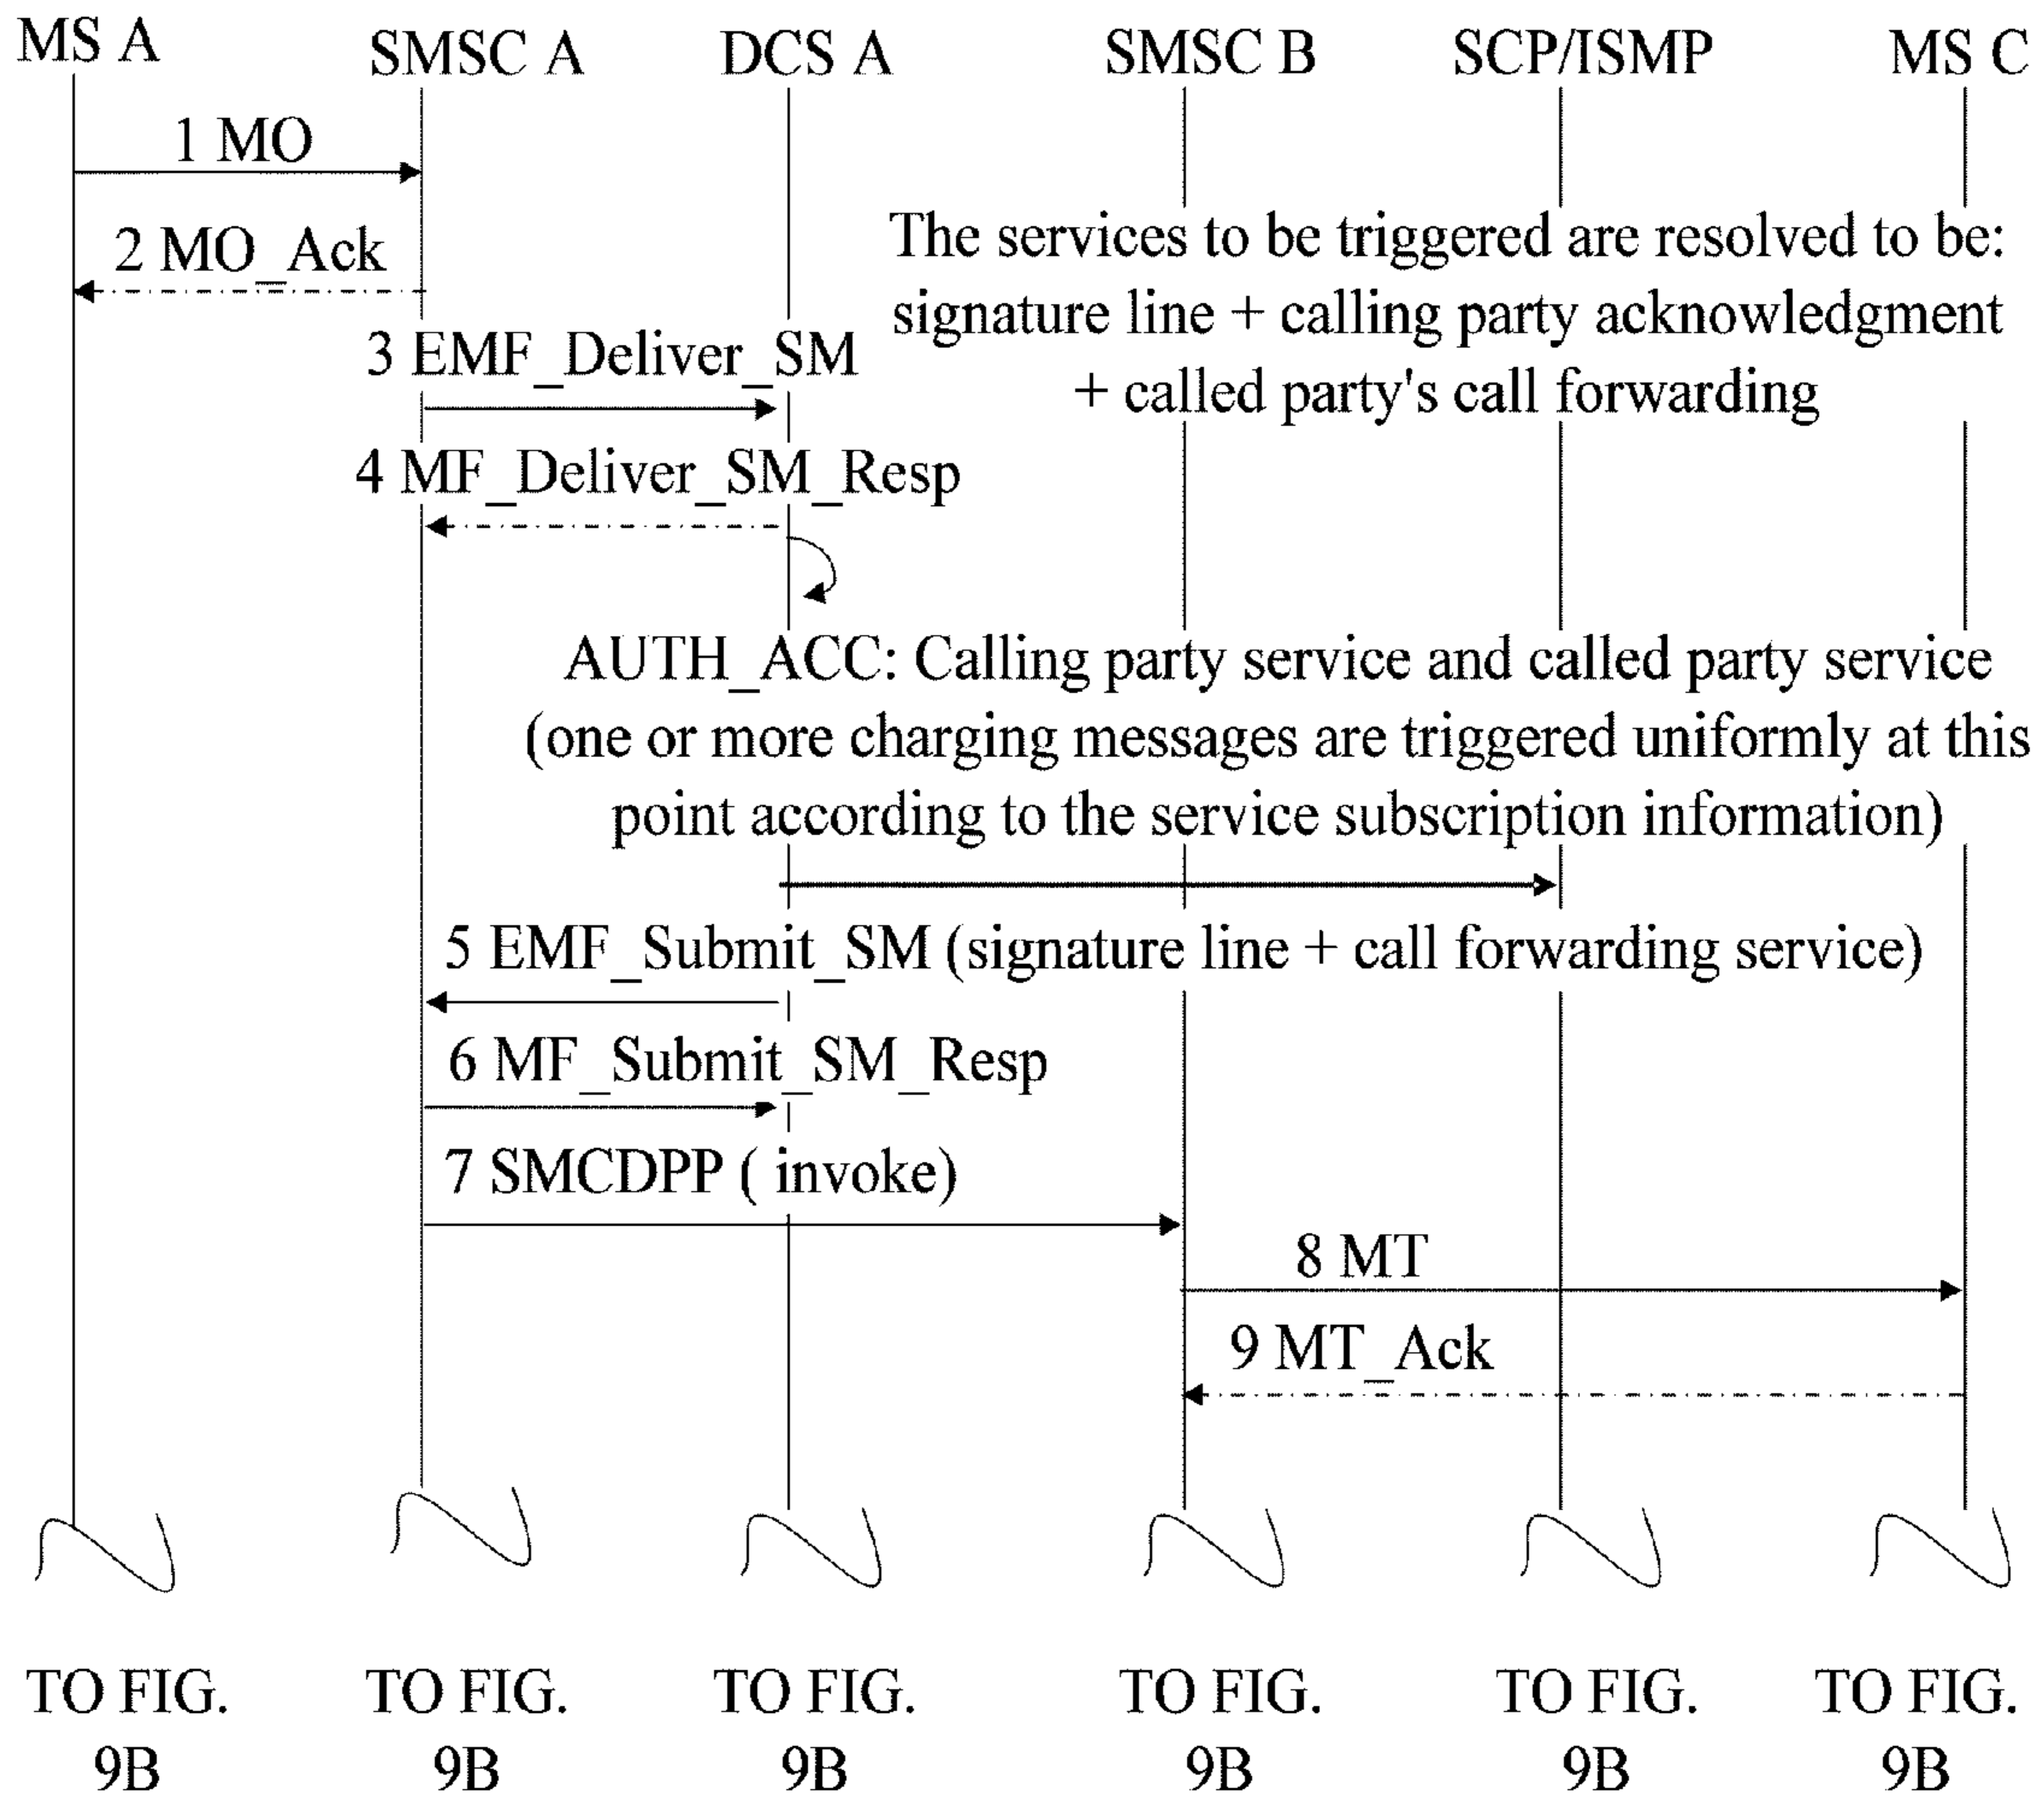 MS A
SMSC A
DCS A
SMSC B
SCP/ISMP
MS C
1 MO
2 MO_Ack
The services to be triggered are resolved to be:
signature line + calling party acknowledgment
+ called party's call forwarding
3 EMF_Deliver_SM
4 MF_Deliver_SM_Resp
AUTH_ACC: Calling party service and called party service
(one or more charging messages are triggered uniformly at this
point according to the service subscription information)
5 EMF_Submit_SM (signature line + call forwarding service)
6 MF_Submit_SM_Resp
7 SMCDPP ( invoke)
8 MT
9 MT_Ack
TO FIG.
9B
TO FIG.
9B
TO FIG.
9B
TO FIG.
9B
TO FIG.
9B
TO FIG.
9B